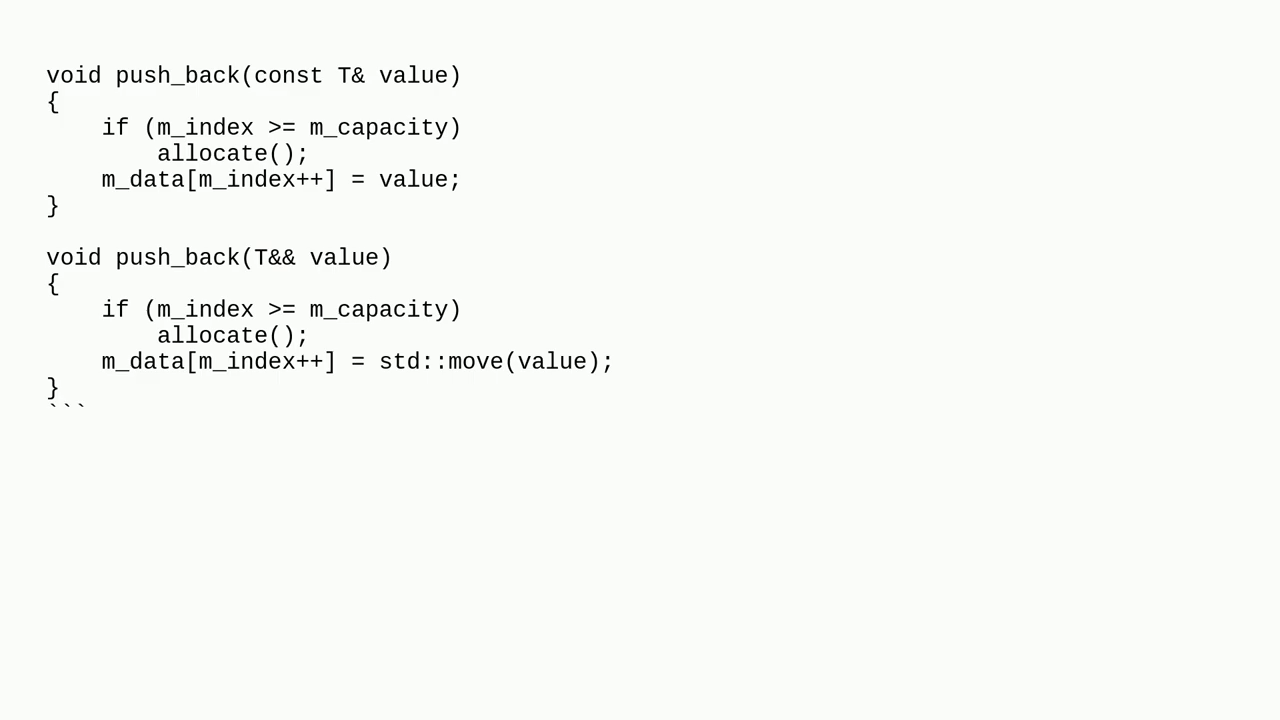 void push_back(const T& value)
{
    if (m_index >= m_capacity)
        allocate();
    m_data[m_index++] = value;
}

void push_back(T&& value)
{
    if (m_index >= m_capacity)
        allocate();
    m_data[m_index++] = std::move(value);
}
```